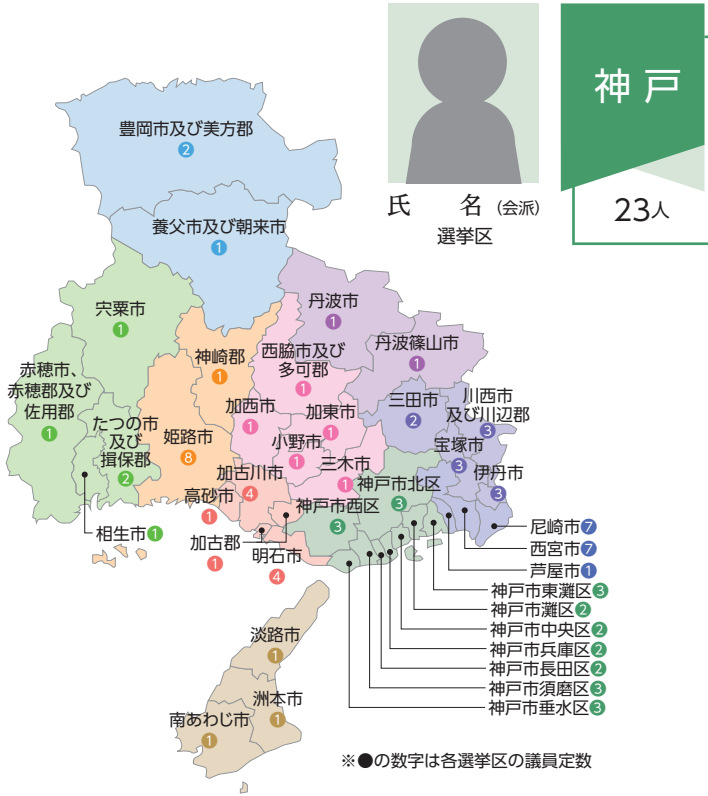 神戸
23人
氏　名（会派）
選挙区
豊岡市及び美方郡
2
養父市及び朝来市
1
宍粟市
1
丹波市
1
丹波篠山市
1
神崎郡
1
西脇市及び
多可郡
1
赤穂市、
赤穂郡及び
佐用郡
1
たつの市
及び
揖保郡
2
姫路市
8
加西市
1
加東市
1
小野市
1
三木市
1
三田市
2
川西市
及び川辺郡
3
宝塚市
3
伊丹市
3
加古川市
4
高砂市
1
神戸市北区
3
神戸市西区
3
相生市1
加古郡
1
明石市
4
尼崎市7
西宮市7
芦屋市1
神戸市東灘区3
神戸市灘区2
神戸市中央区2
神戸市兵庫区2
神戸市長田区2
神戸市須磨区3
神戸市垂水区3
淡路市
1
洲本市
1
南あわじ市
1
※●の数字は各選挙区の議員定数